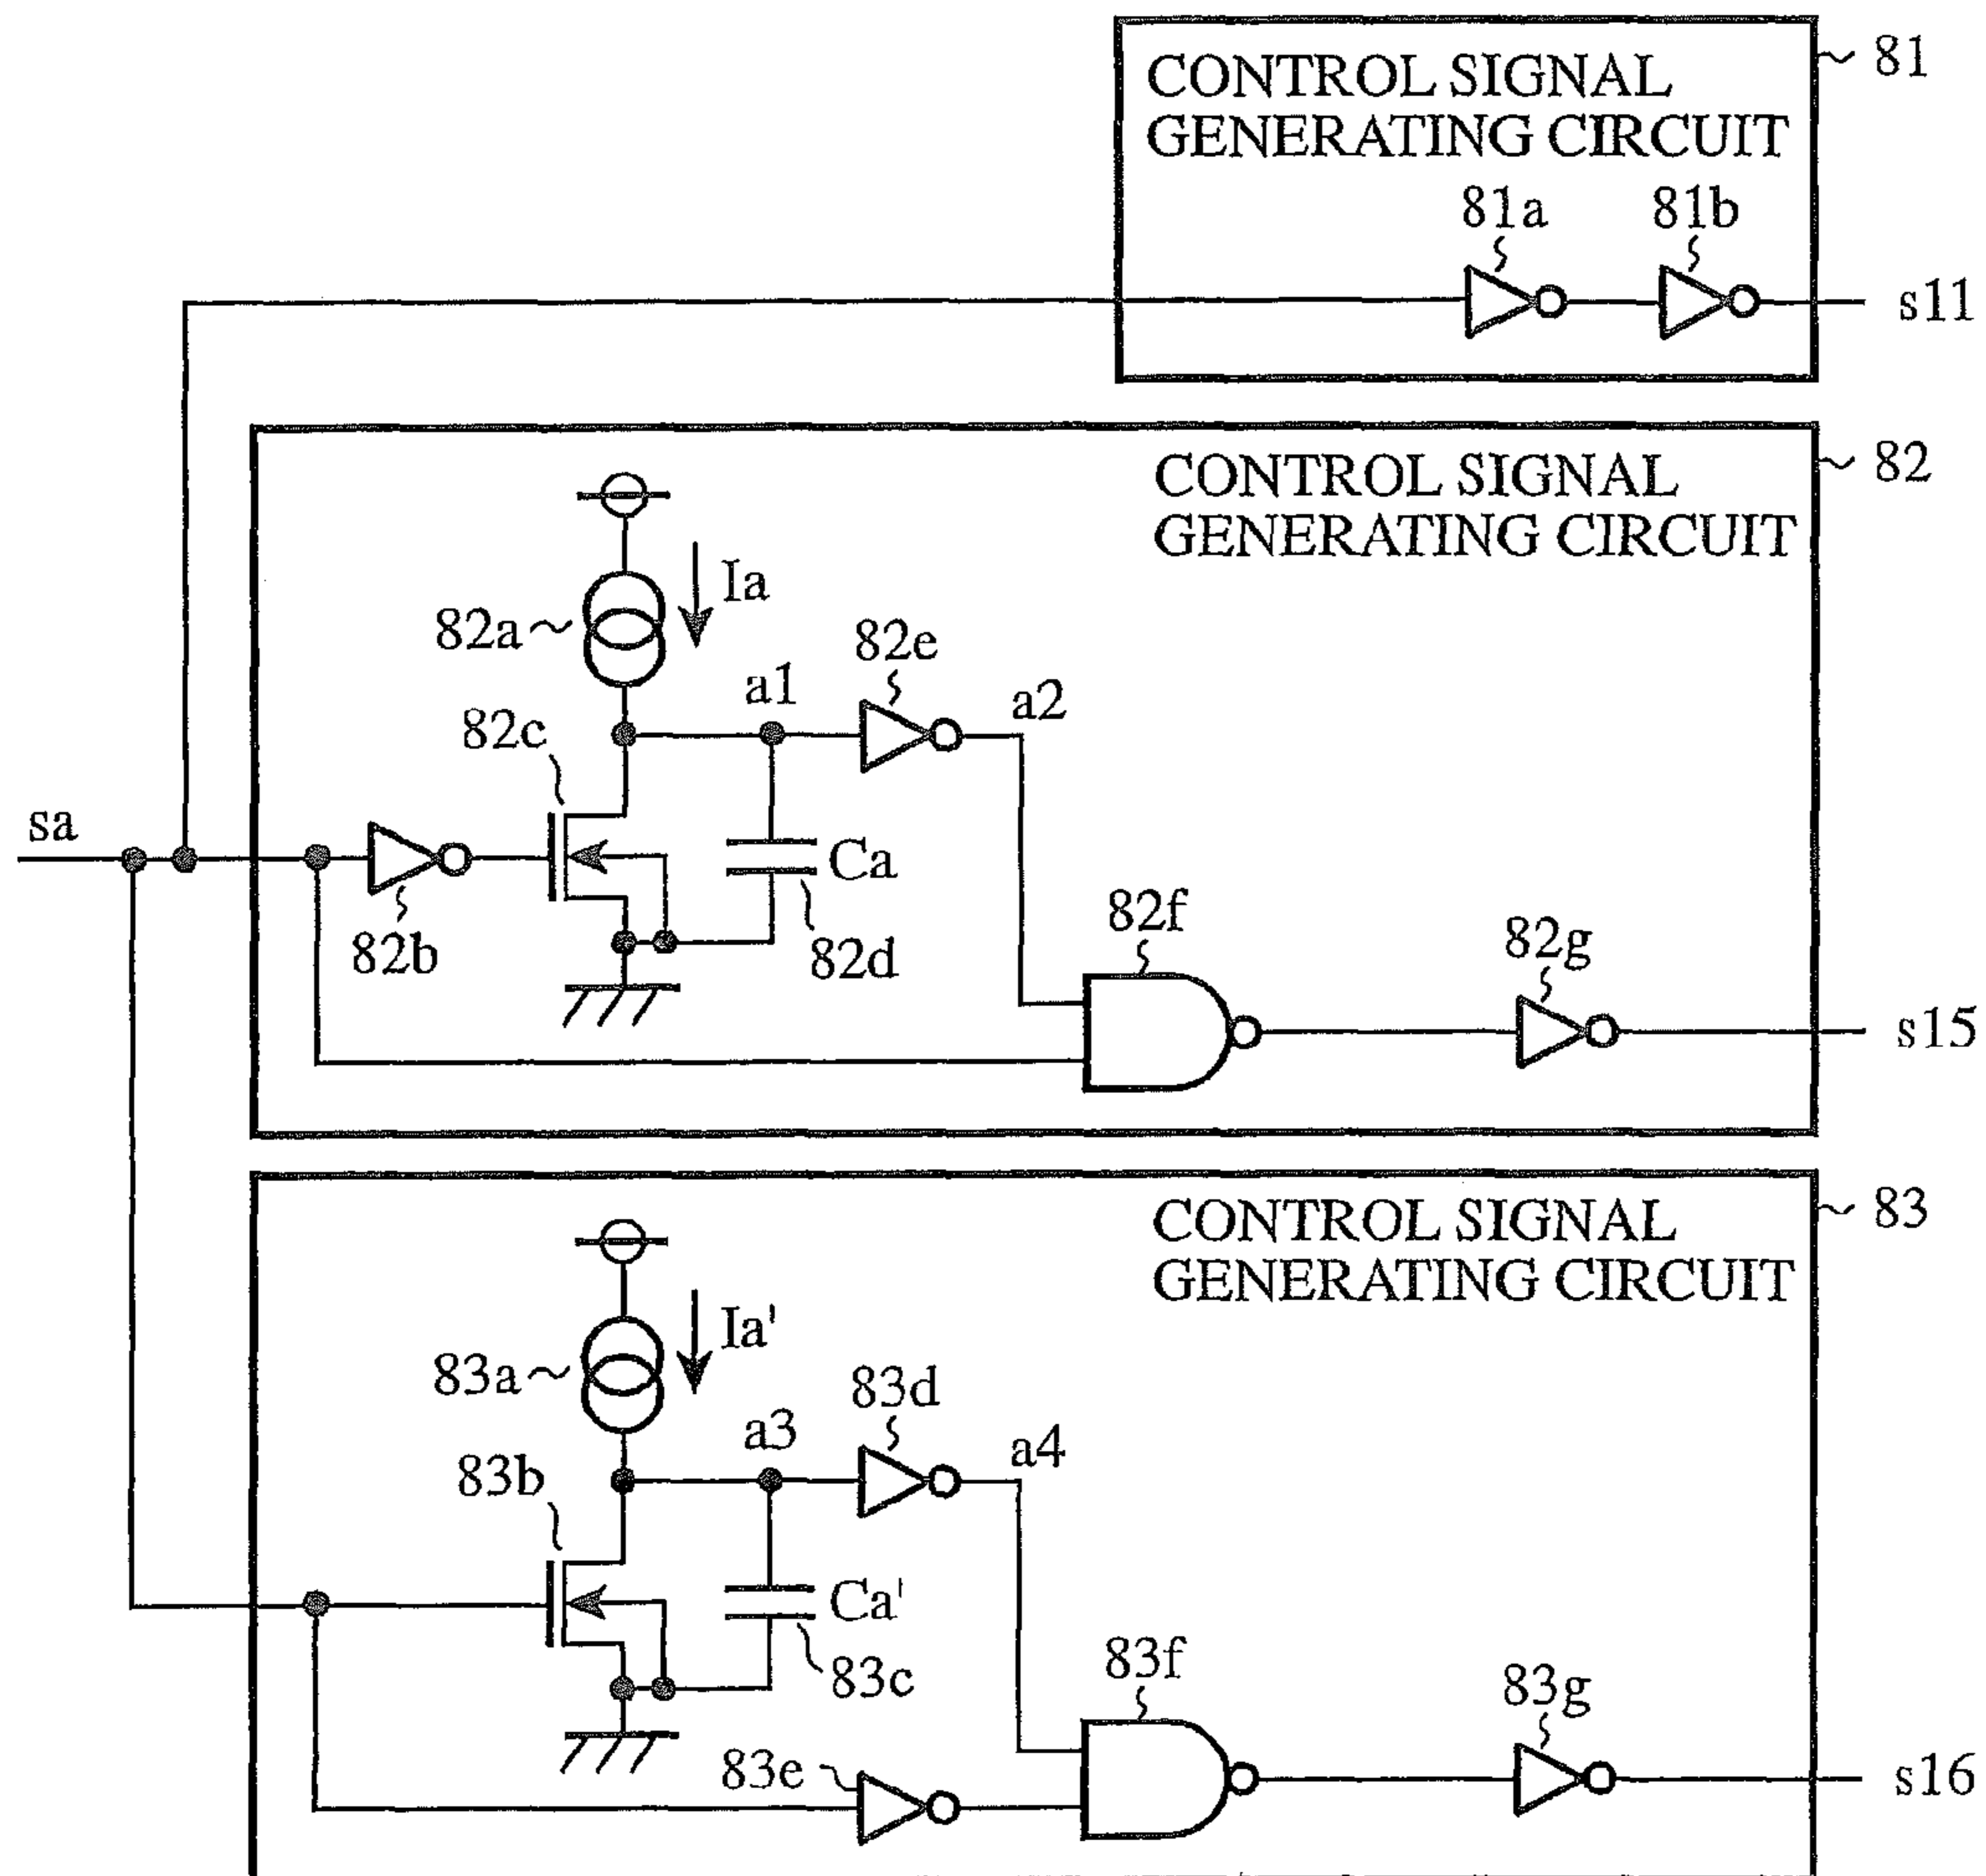 CONTROL SIGNAL
GENERATING CIRCUIT
81
81a
81b
s11
CONTROL SIGNAL
GENERATING CIRCUIT
82
Ia
82a
82e
a1
a2
82c
sa
Ca
82b
82d
82f
82g
s15
CONTROL SIGNAL
GENERATING CIRCUIT
83
Ia'
83a
83d
a3
a4
83b
Ca'
83c
83f
83g
83e
s16